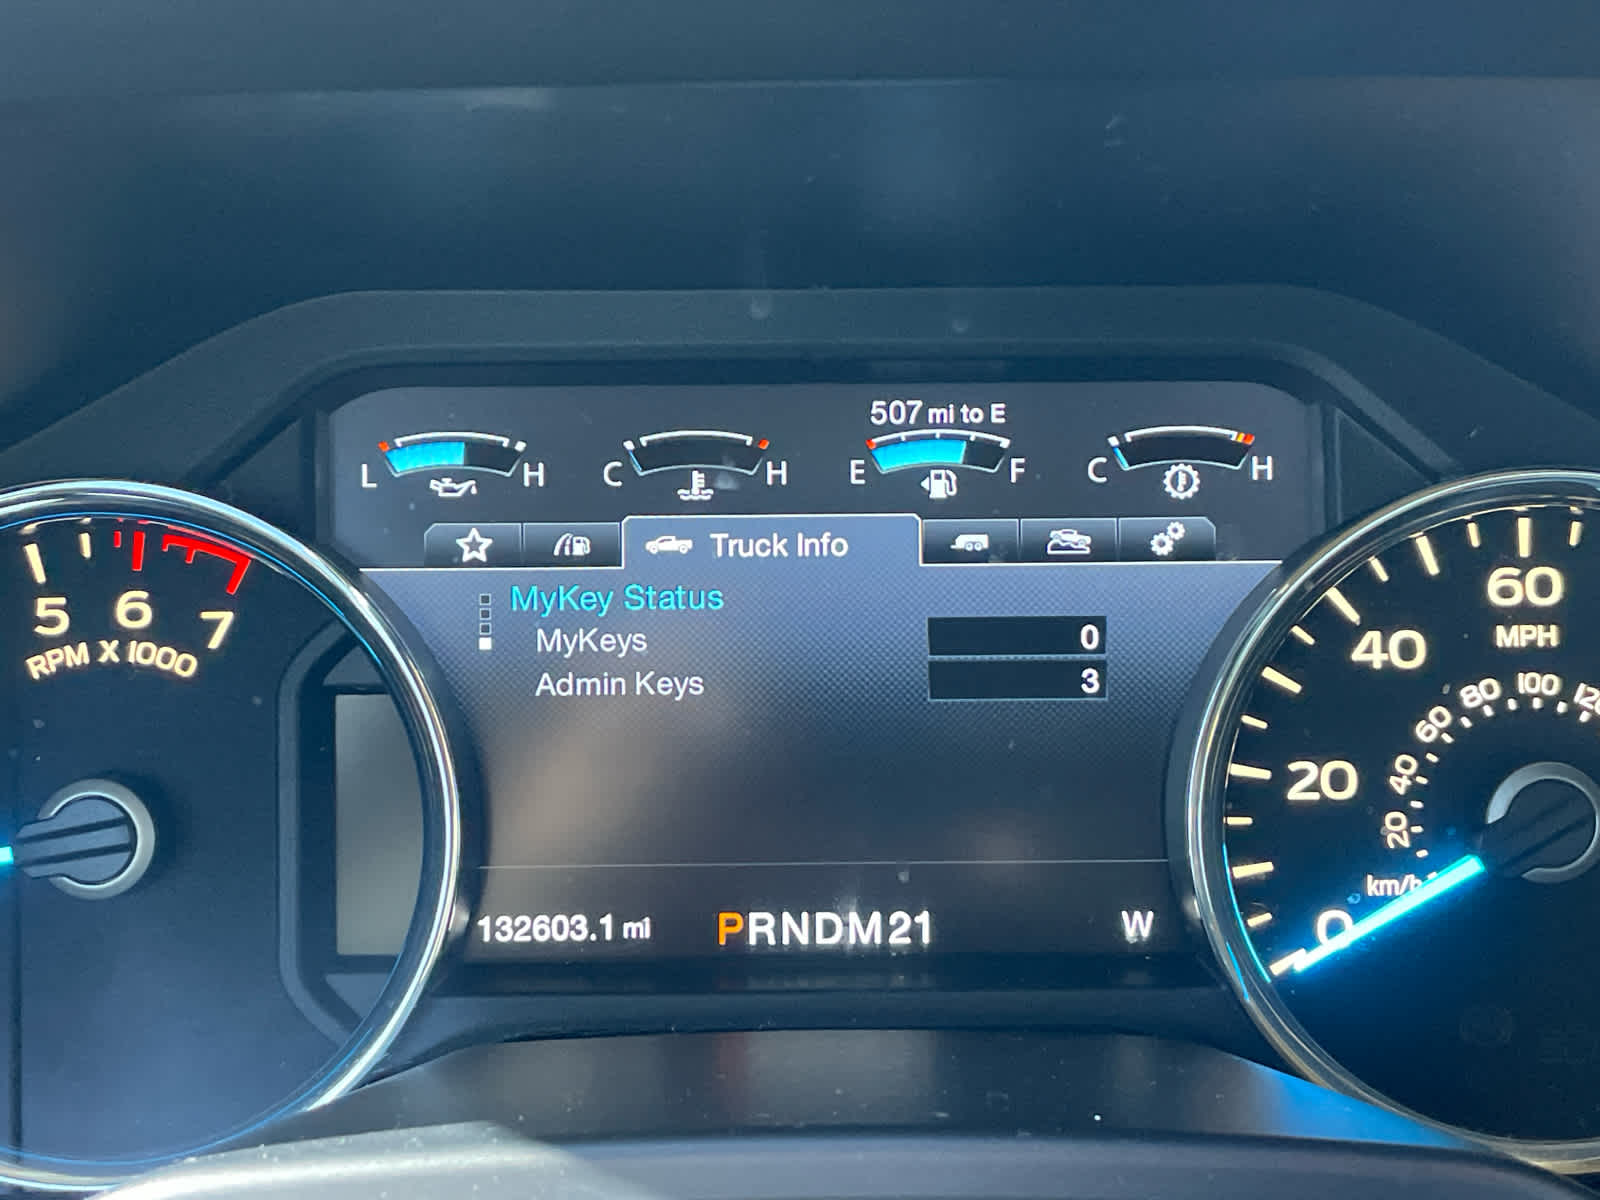 507 mi to E
L H
C H
E F
C H
Truck Info
MyKey Status
MyKeys 0
Admin Keys 3
132603.1 mi
PRNDM21
W
5 6 7
RPM X 1000
0 20 40 60
MPH
20 40 60 80 100
km/h